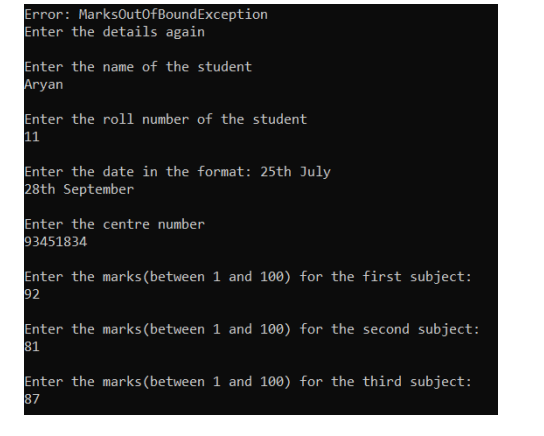 Error: MarksOutOfBoundException
Enter the details again
Enter the name of the student
Aryan
Enter the roll number of the student
11
Enter the date in the format: 25th July
28th September
Enter the centre number
93451834
Enter the marks(between 1 and 100) for the first subject:
92
Enter the marks(between 1 and 100) for the second subject:
81
Enter the marks(between 1 and 100) for the third subject:
87